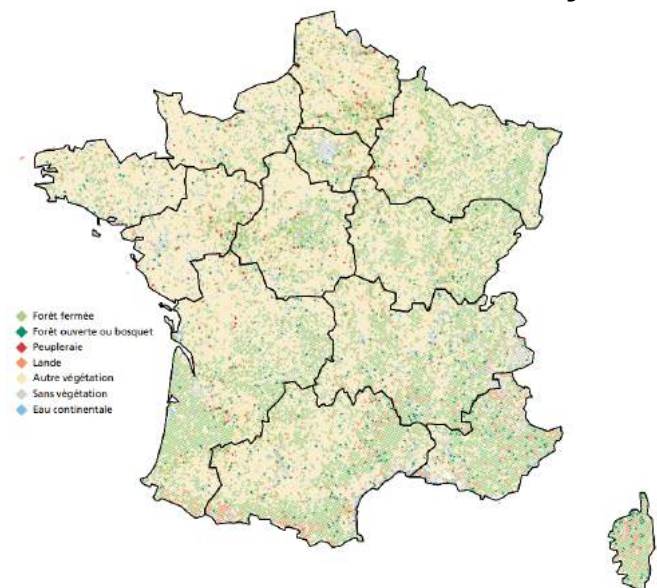 Forêt fermée
Forêt ouverte ou bosquet
Peupleraie
Lande
Autre végétation
Sans végétation
Eau continentale